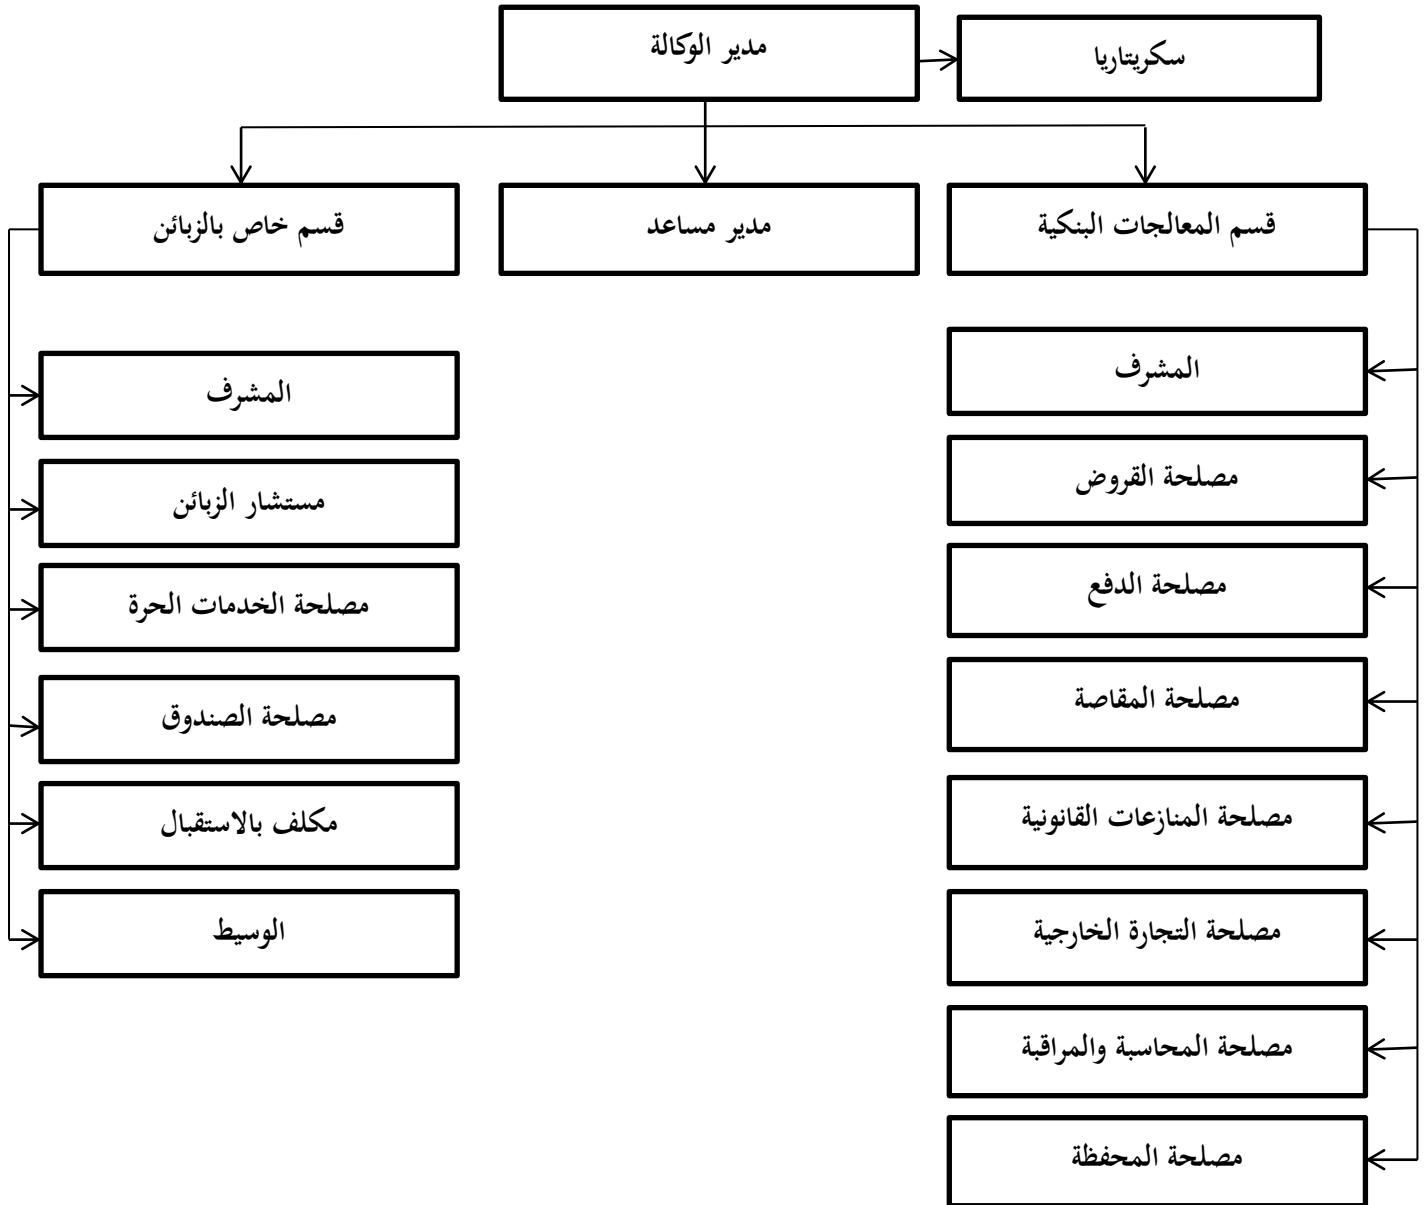 مدير الوكالة
سكريتاريا
قسم المعالجات البنكية
مدير مساعد
قسم خاص بالزبائن
المشرف
مصلحة القروض
مصلحة الدفع
مصلحة المقاصة
مصلحة المنازعات القانونية
مصلحة التجارة الخارجية
مصلحة المحاسبة والمراقبة
مصلحة المحفظة
المشرف
مستشار الزبائن
مصلحة الخدمات الحرة
مصلحة الصندوق
مكلف بالاستقبال
الوسيط